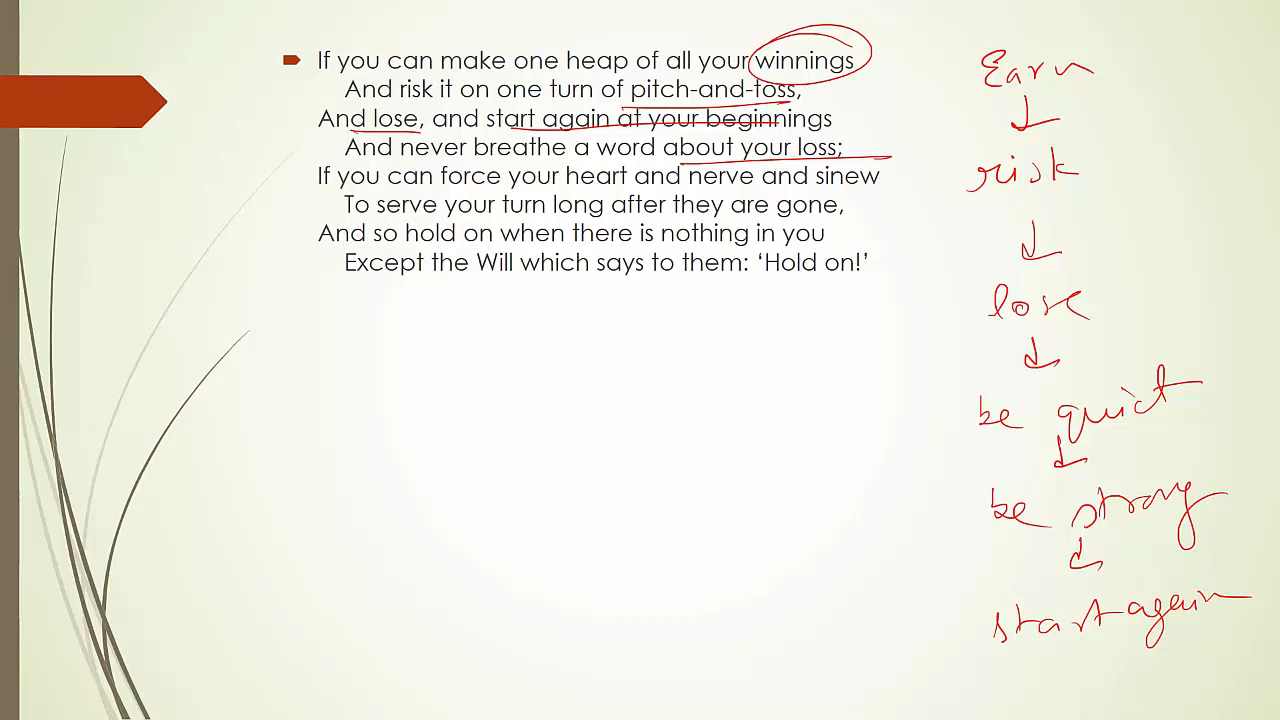 If you can make one heap of all your winnings
And risk it on one turn of pitch-and-toss,
And lose, and start again at your beginnings
And never breathe a word about your loss;
If you can force your heart and nerve and sinew
To serve your turn long after they are gone,
And so hold on when there is nothing in you
Except the Will which says to them: ‘Hold on!’
Earn
risk
lose
be quiet
be strong
start again